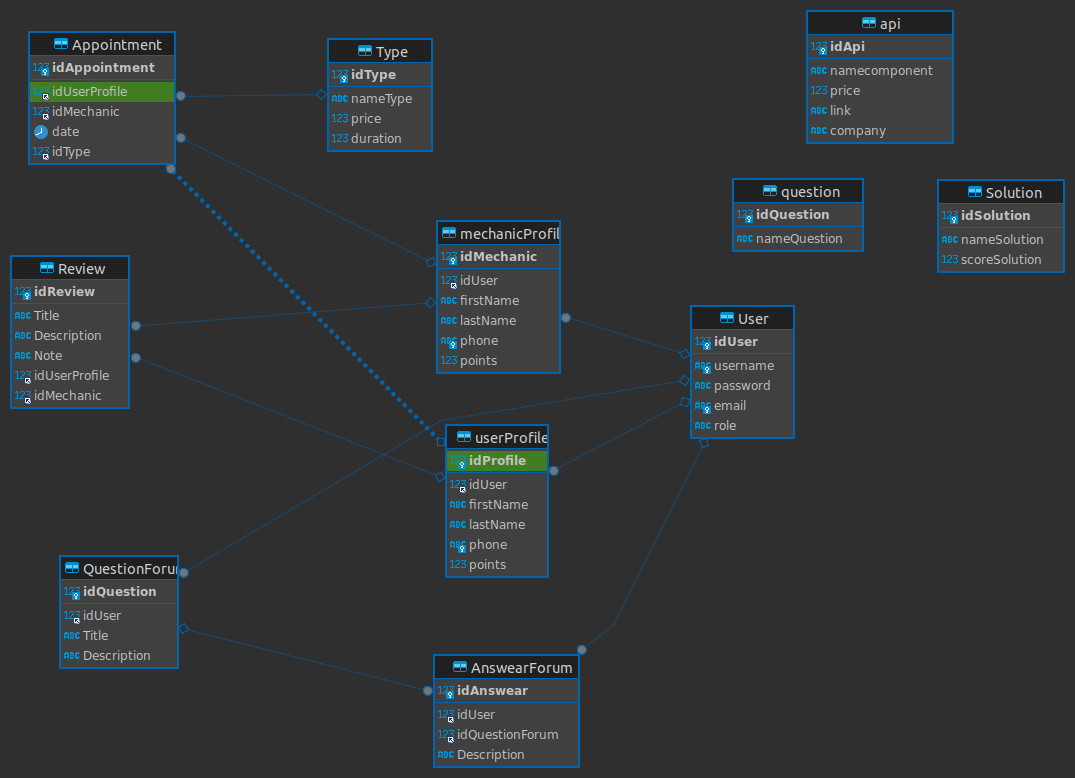 Appointment
123 idAppointment
123 idUserProfile
123 idMechanic
date
123 idType
Type
123 idType
ABC nameType
123 price
123 duration
api
123 idApi
ABC namecomponent
123 price
ABC link
ABC company
question
123 idQuestion
ABC nameQuestion
Solution
123 idSolution
ABC nameSolution
123 scoreSolution
mechanicProfil
123 idMechanic
123 idUser
ABC firstName
ABC lastName
ABC phone
123 points
Review
123 idReview
ABC Title
ABC Description
ABC Note
123 idUserProfile
123 idMechanic
User
123 idUser
ABC username
ABC password
ABC email
ABC role
userProfile
123 idProfile
123 idUser
ABC firstName
ABC lastName
ABC phone
123 points
QuestionForu
123 idQuestion
123 idUser
ABC Title
ABC Description
AnswearForum
123 idAnswear
123 idUser
123 idQuestionForum
ABC Description